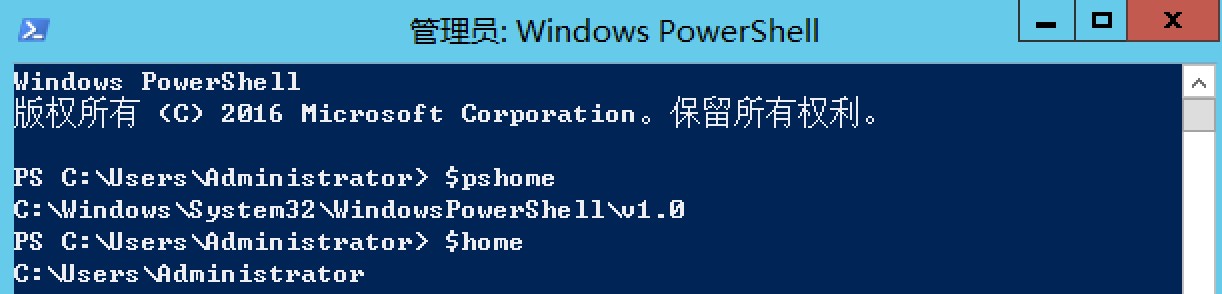 管理员: Windows PowerShell
Windows PowerShell
版权所有 (C) 2016 Microsoft Corporation。保留所有权利。
PS C:\Users\Administrator> $pshome
C:\Windows\System32\WindowsPowerShell\v1.0
PS C:\Users\Administrator> $home
C:\Users\Administrator